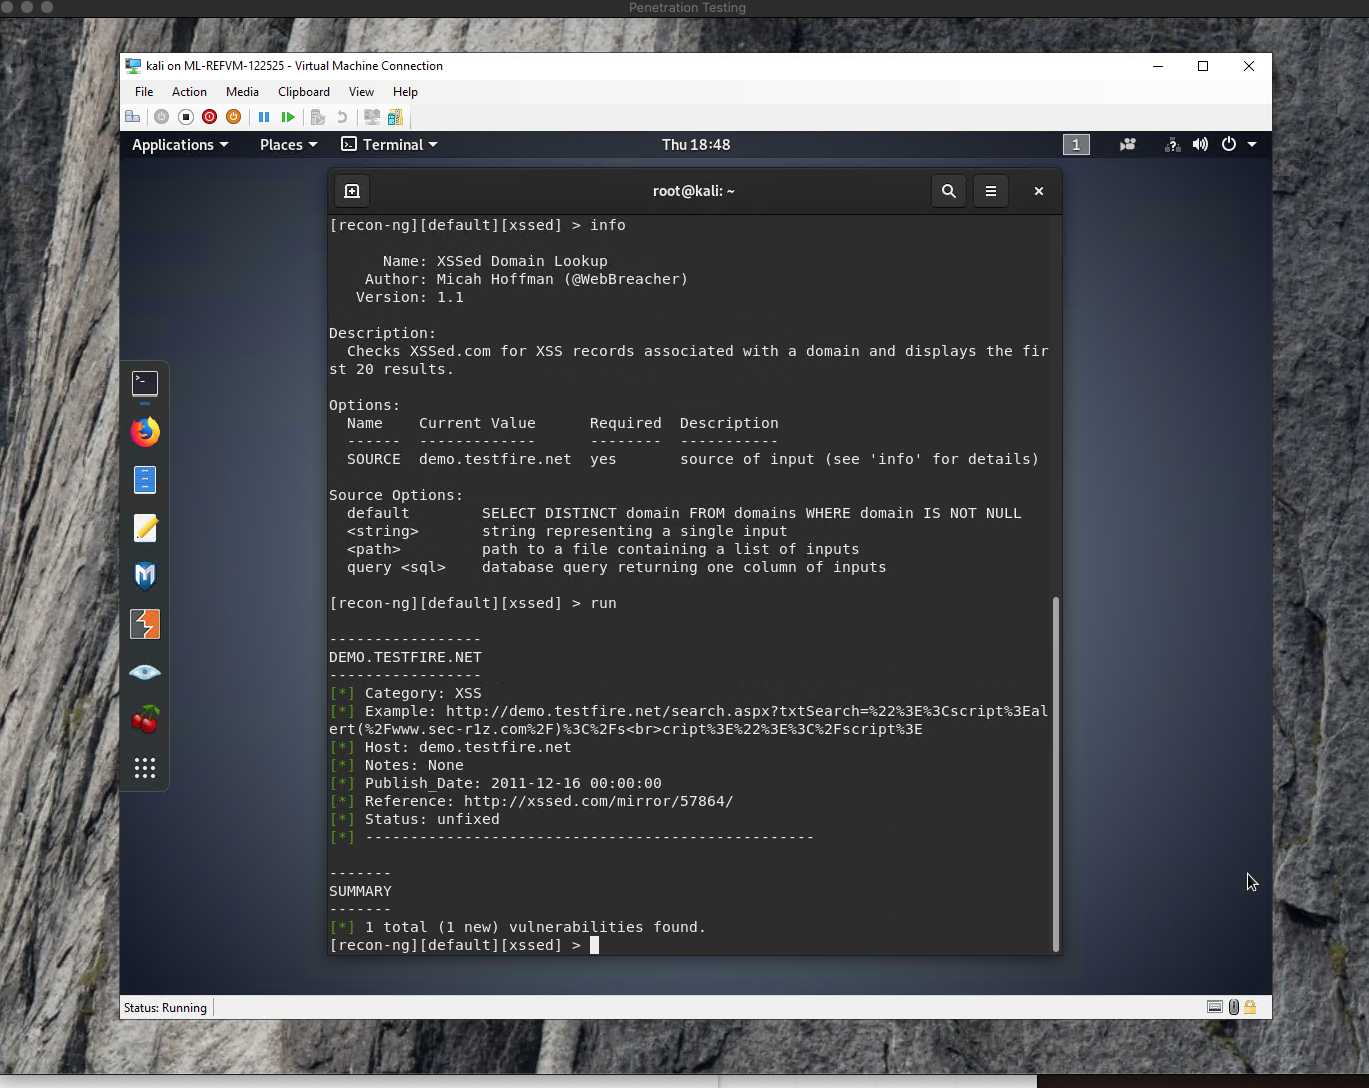 Penetration Testing
kali on ML-REFVM-122525 - Virtual Machine Connection
File Action Media Clipboard View Help
Applications Places Terminal Thu 18:48 1
root@kali: ~
[recon-ng][default][xssed] > info
Name: XSSed Domain Lookup
Author: Micah Hoffman (@WebBreacher)
Version: 1.1
Description:
Checks XSSed.com for XSS records associated with a domain and displays the fir
st 20 results.
Options:
Name Current Value Required Description
------ ------------- -------- -----------
SOURCE demo.testfire.net yes source of input (see 'info' for details)
Source Options:
default SELECT DISTINCT domain FROM domains WHERE domain IS NOT NULL
<string> string representing a single input
<path> path to a file containing a list of inputs
query <sql> database query returning one column of inputs
[recon-ng][default][xssed] > run
-----------------
DEMO.TESTFIRE.NET
-----------------
[*] Category: XSS
[*] Example: http://demo.testfire.net/search.aspx?txtSearch=%22%3E%3Cscript%3Eal
ert(%2Fwww.sec-r1z.com%2F)%3C%2Fs<br>cript%3E%22%3E%3C%2Fscript%3E
[*] Host: demo.testfire.net
[*] Notes: None
[*] Publish_Date: 2011-12-16 00:00:00
[*] Reference: http://xssed.com/mirror/57864/
[*] Status: unfixed
[*] --------------------------------------------------
-------
SUMMARY
-------
[*] 1 total (1 new) vulnerabilities found.
[recon-ng][default][xssed] >
Status: Running